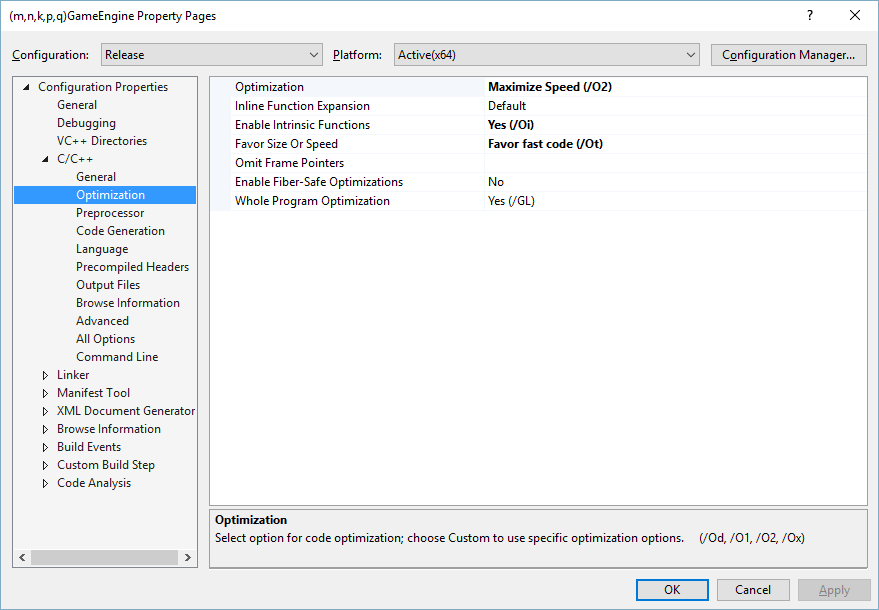 (m,n,k,p,q)GameEngine Property Pages
Configuration: Release Platform: Active(x64) Configuration Manager...
Configuration Properties
General
Debugging
VC++ Directories
C/C++
General
Optimization
Preprocessor
Code Generation
Language
Precompiled Headers
Output Files
Browse Information
Advanced
All Options
Command Line
Linker
Manifest Tool
XML Document Generator
Browse Information
Build Events
Custom Build Step
Code Analysis
Optimization Maximize Speed (/O2)
Inline Function Expansion Default
Enable Intrinsic Functions Yes (/Oi)
Favor Size Or Speed Favor fast code (/Ot)
Omit Frame Pointers
Enable Fiber-Safe Optimizations No
Whole Program Optimization Yes (/GL)
Optimization
Select option for code optimization; choose Custom to use specific optimization options. (/Od, /O1, /O2, /Ox)
OK Cancel Apply